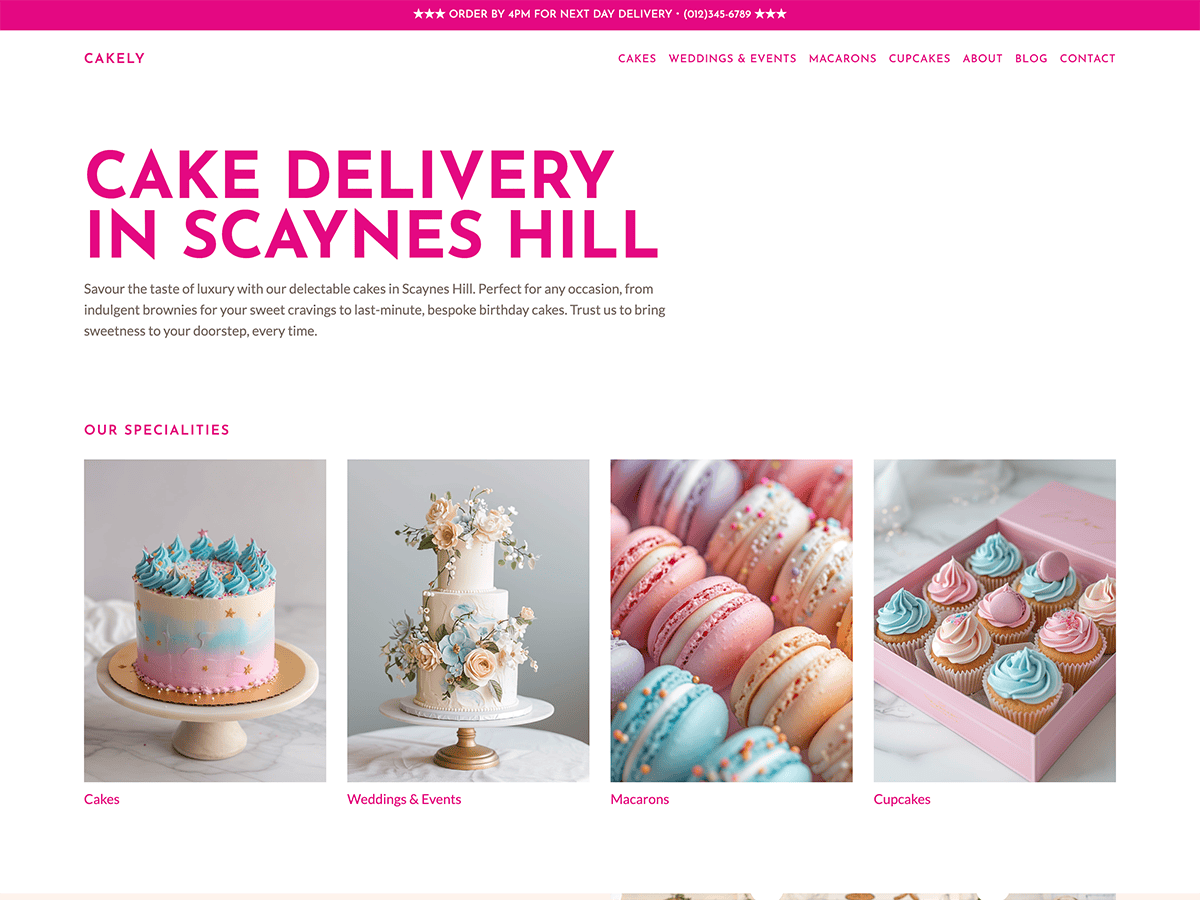 ★★★ ORDER BY 4PM FOR NEXT DAY DELIVERY · (012)345-6789 ★★★
CAKELY
CAKES WEDDINGS & EVENTS MACARONS CUPCAKES ABOUT BLOG CONTACT
CAKE DELIVERY
IN SCAYNES HILL
Savour the taste of luxury with our delectable cakes in Scaynes Hill. Perfect for any occasion, from
indulgent brownies for your sweet cravings to last-minute, bespoke birthday cakes. Trust us to bring
sweetness to your doorstep, every time.
OUR SPECIALITIES
Cakes
Weddings & Events
Macarons
Cupcakes